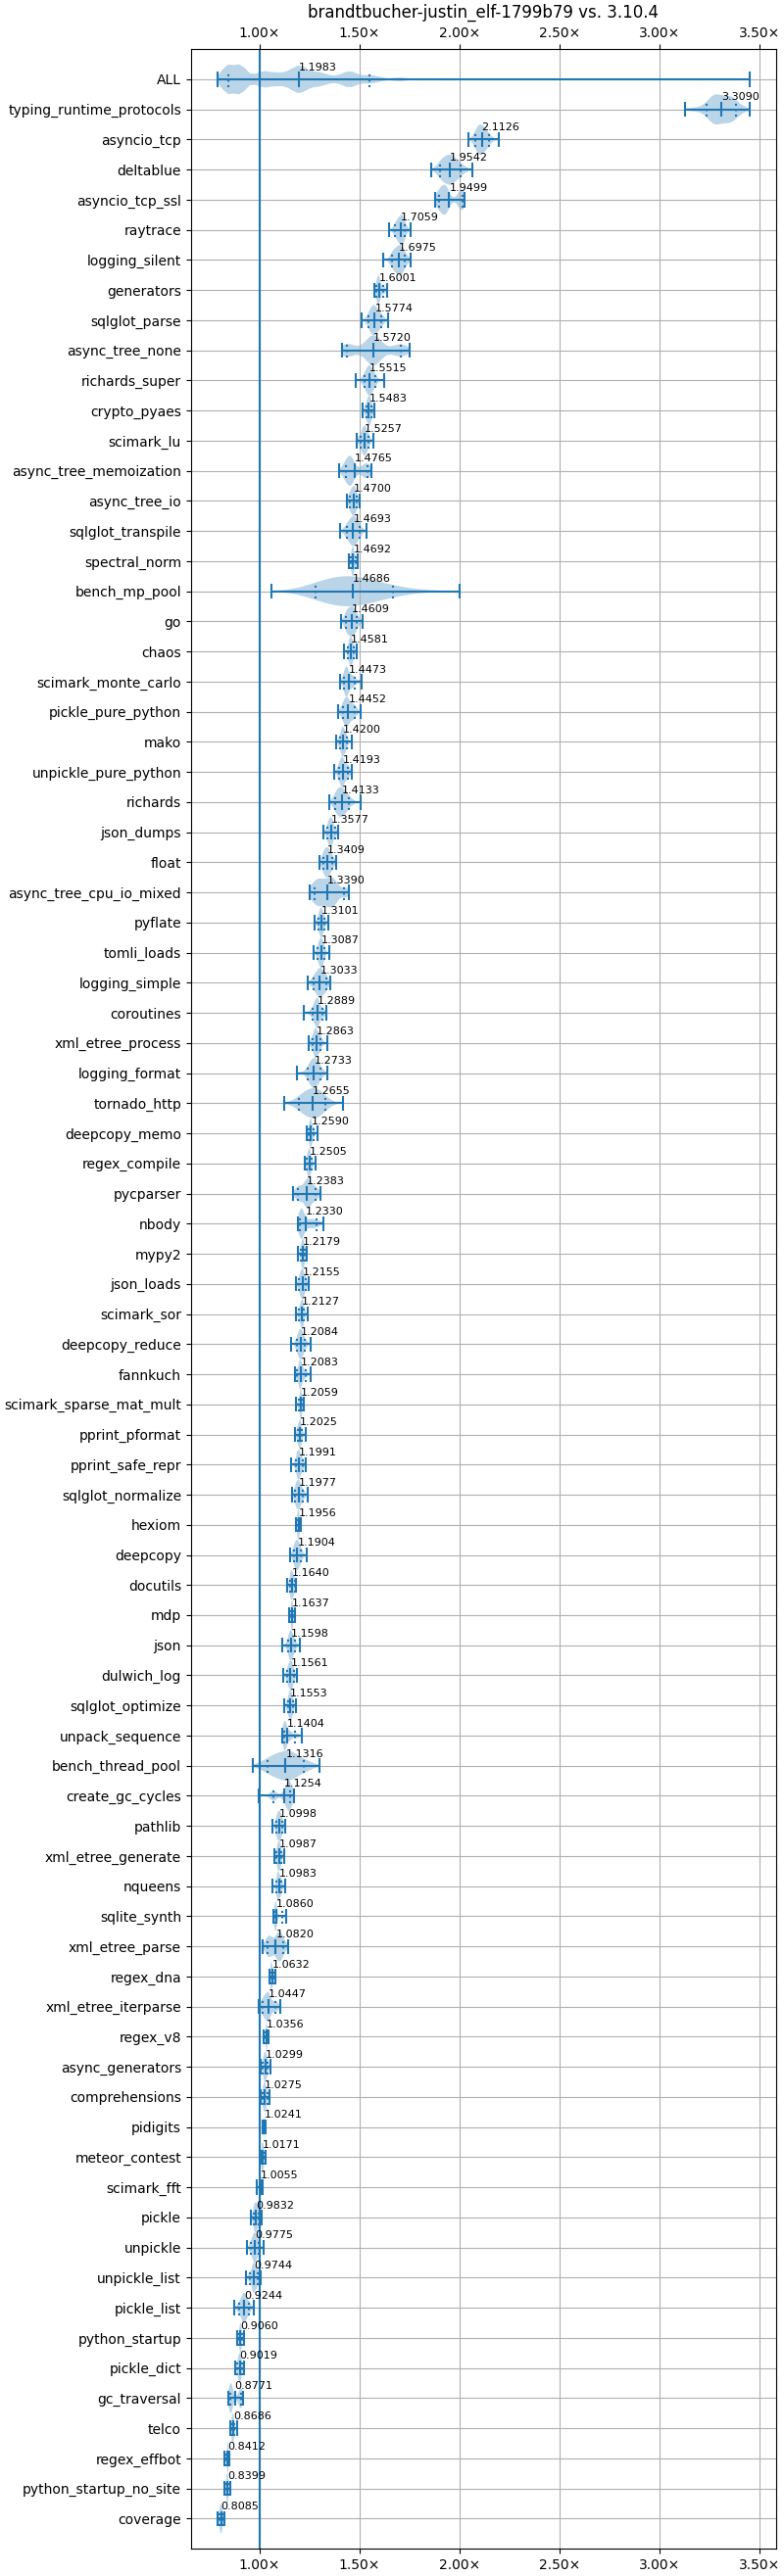 brandtbucher-justin_elf-1799b79 vs. 3.10.4
1.00× 1.50× 2.00× 2.50× 3.00× 3.50×
ALL 1.1983
typing_runtime_protocols 3.3090
asyncio_tcp 2.1126
deltablue 1.9542
asyncio_tcp_ssl 1.9499
raytrace 1.7059
logging_silent 1.6975
generators 1.6001
sqlglot_parse 1.5774
async_tree_none 1.5720
richards_super 1.5515
crypto_pyaes 1.5483
scimark_lu 1.5257
async_tree_memoization 1.4765
async_tree_io 1.4700
sqlglot_transpile 1.4693
spectral_norm 1.4692
bench_mp_pool 1.4686
go 1.4609
chaos 1.4581
scimark_monte_carlo 1.4473
pickle_pure_python 1.4452
mako 1.4200
unpickle_pure_python 1.4193
richards 1.4133
json_dumps 1.3577
float 1.3409
async_tree_cpu_io_mixed 1.3390
pyflate 1.3101
tomli_loads 1.3087
logging_simple 1.3033
coroutines 1.2889
xml_etree_process 1.2863
logging_format 1.2733
tornado_http 1.2655
deepcopy_memo 1.2590
regex_compile 1.2505
pycparser 1.2383
nbody 1.2330
mypy2 1.2179
json_loads 1.2155
scimark_sor 1.2127
deepcopy_reduce 1.2084
fannkuch 1.2083
scimark_sparse_mat_mult 1.2059
pprint_pformat 1.2025
pprint_safe_repr 1.1991
sqlglot_normalize 1.1977
hexiom 1.1956
deepcopy 1.1904
docutils 1.1640
mdp 1.1637
json 1.1598
dulwich_log 1.1561
sqlglot_optimize 1.1553
unpack_sequence 1.1404
bench_thread_pool 1.1316
create_gc_cycles 1.1254
pathlib 1.0998
xml_etree_generate 1.0987
nqueens 1.0983
sqlite_synth 1.0860
xml_etree_parse 1.0820
regex_dna 1.0632
xml_etree_iterparse 1.0447
regex_v8 1.0356
async_generators 1.0299
comprehensions 1.0275
pidigits 1.0241
meteor_contest 1.0171
scimark_fft 1.0055
pickle 0.9832
unpickle 0.9775
unpickle_list 0.9744
pickle_list 0.9244
python_startup 0.9060
pickle_dict 0.9019
gc_traversal 0.8771
telco 0.8686
regex_effbot 0.8412
python_startup_no_site 0.8399
coverage 0.8085
1.00× 1.50× 2.00× 2.50× 3.00× 3.50×